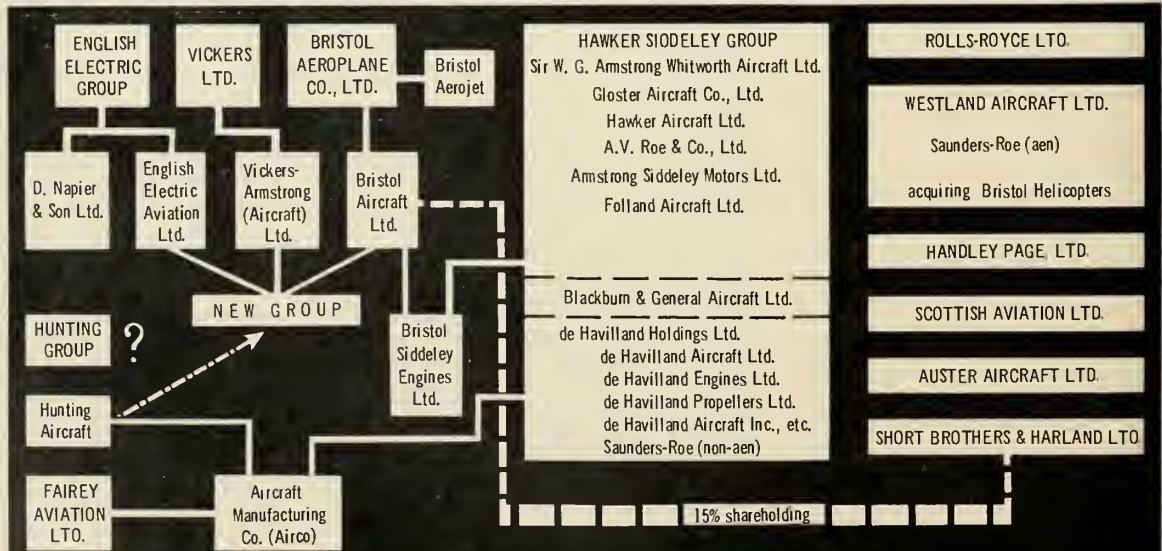 ENGLISH
ELECTRIC
GROUP
VICKERS
LTD.
BRISTOL
AEROPLANE
CO., LTD.
Bristol
Aerojet
D. Napier
& Son Ltd.
English
Electric
Aviation
Ltd.
Vickers-
Armstrong
(Aircraft)
Ltd.
Bristol
Aircraft
Ltd.
NEW GROUP
HUNTING
GROUP
?
Bristol
Siddeley
Engines
Ltd.
Hunting
Aircraft
FAIREY
AVIATION
LTO.
Aircraft
Manufacturing
Co. (Airco)
HAWKER SIODELEY GROUP
Sir W. G. Armstrong Whitworth Aircraft Ltd.
Gloster Aircraft Co., Ltd.
Hawker Aircraft Ltd.
A.V. Roe & Co., Ltd.
Armstrong Siddeley Motors Ltd.
Folland Aircraft Ltd.
Blackburn & General Aircraft Ltd.
de Havilland Holdings Ltd.
de Havilland Aircraft Ltd.
de Havilland Engines Ltd.
de Havilland Propellers Ltd.
de Havilland Aircraft Inc., etc.
Saunders-Roe (non-aen)
15% shareholding
ROLLS-ROYCE LTO.
WESTLAND AIRCRAFT LTD.
Saunders-Roe (aen)
acquiring Bristol Helicopters
HANDLEY PAGE, LTD.
SCOTTISH AVIATION LTD.
AUSTER AIRCRAFT LTD.
SHORT BROTHERS & HARLAND LTO